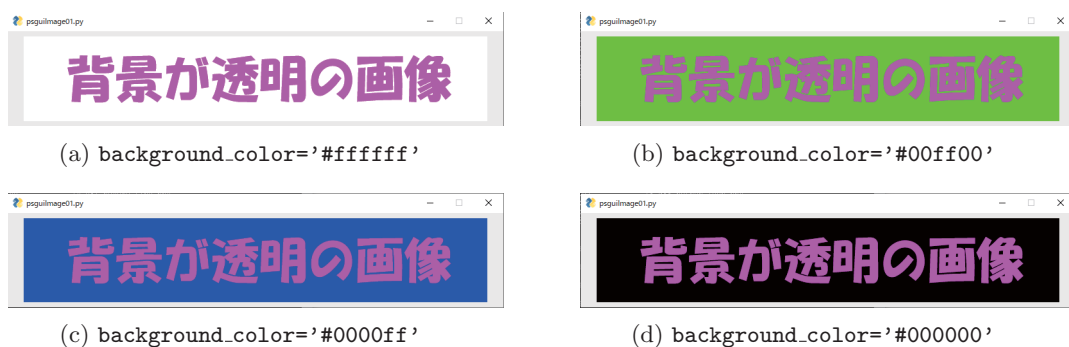 psguiImage01.py
背景が透明の画像
(a) background_color='#ffffff'
psguiImage01.py
背景が透明の画像
(b) background_color='#00ff00'
psguiImage01.py
背景が透明の画像
(c) background_color='#0000ff'
psguiImage01.py
背景が透明の画像
(d) background_color='#000000'